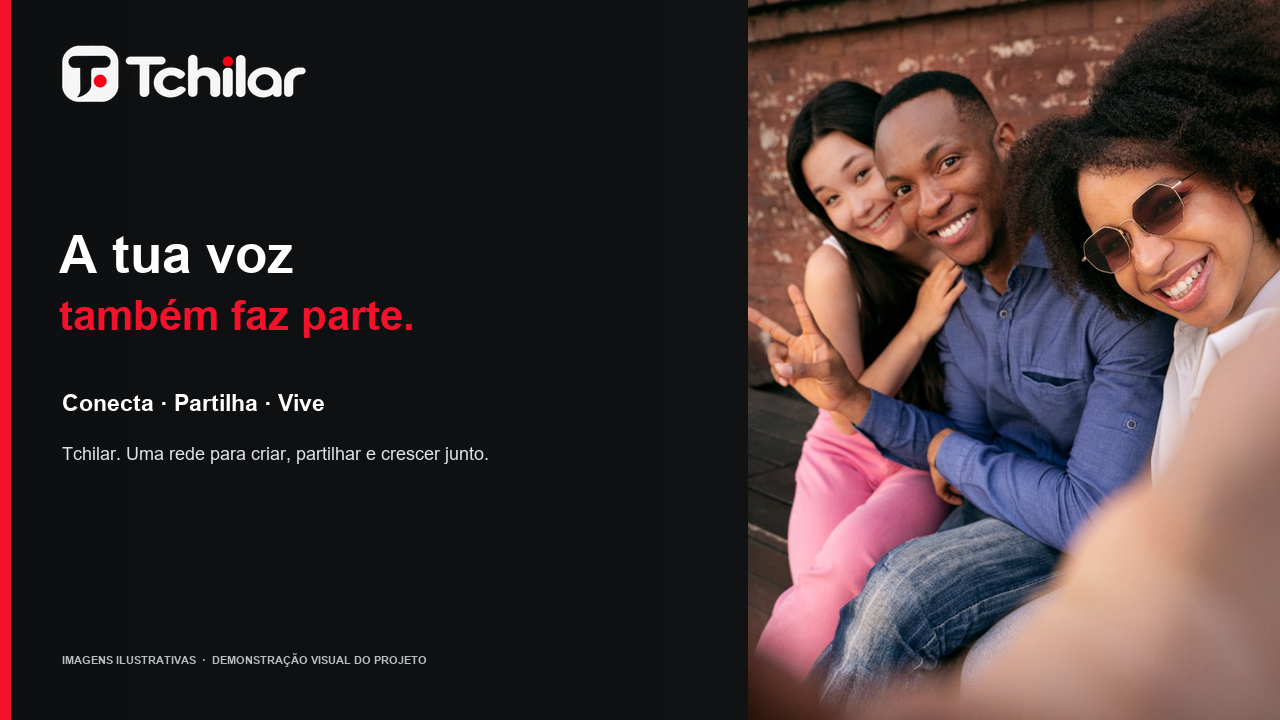 Tchilar
A tua voz
também faz parte.
Conecta · Partilha · Vive
Tchilar. Uma rede para criar, partilhar e crescer junto.
IMAGENS ILUSTRATIVAS · DEMONSTRAÇÃO VISUAL DO PROJETO